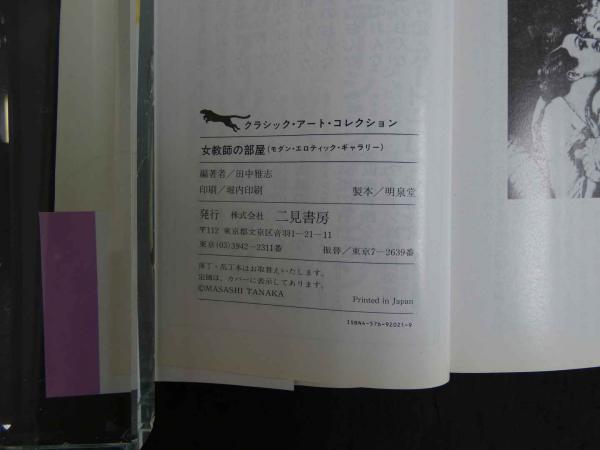 クラシック・アート・コレクション
女教師の部屋(モダン・エロティック・ギャラリー)
編著者／田中雅志
印刷／堀内印刷 製本／明泉堂
発行 株式会社 二見書房
〒112 東京都文京区音羽1-21-11
東京(03)3942-2311番 振替／東京7-2639番
落丁・乱丁本はお取替えいたします。
定価は、カバーに表示してあります。
©MASASHI TANAKA
Printed in Japan
ISBN4-576-92021-9